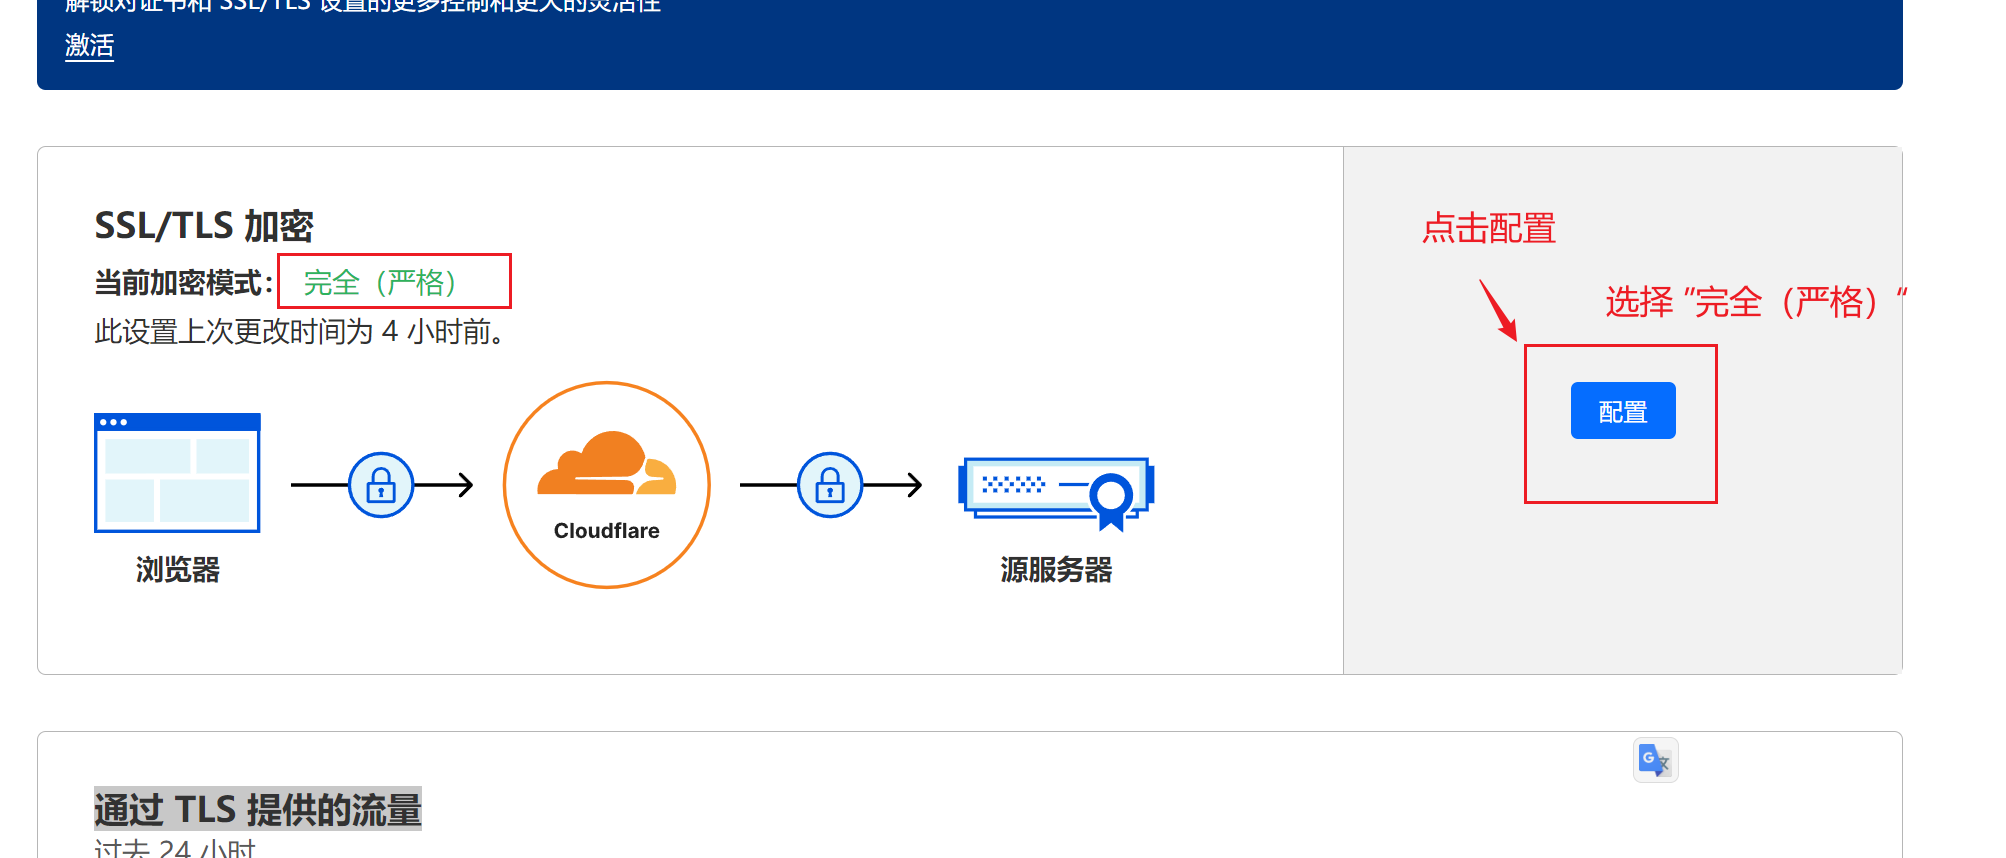 解锁对证书和 SSL/TLS 设置的更多控制和更大的灵活性
激活
SSL/TLS 加密
当前加密模式： 完全（严格）
此设置上次更改时间为 4 小时前。
点击配置
选择 “完全（严格）“
配置
Cloudflare
浏览器
源服务器
通过 TLS 提供的流量
过去 24 小时